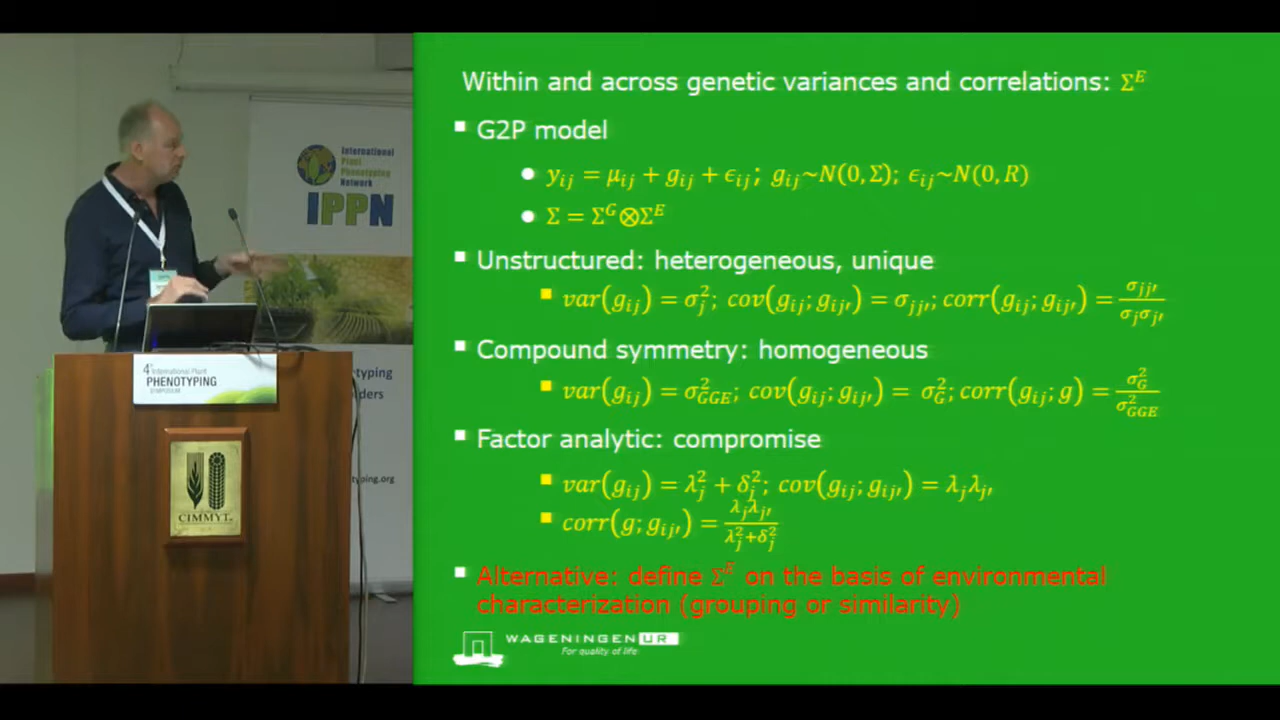 International
Plant
Phenotyping
Network
IPPN
4th International Plant
PHENOTYPING
SYMPOSIUM
CIMMYT
Within and across genetic variances and correlations: Σ^E
G2P model
y_ij = μ_ij + g_ij + ϵ_ij; g_ij~N(0, Σ); ϵ_ij~N(0, R)
Σ = Σ^G⊗Σ^E
Unstructured: heterogeneous, unique
var(g_ij) = σ_j^2; cov(g_ij; g_ij′) = σ_jj′; corr(g_ij; g_ij′) = σ_jj′ / σ_jσ_j′
Compound symmetry: homogeneous
var(g_ij) = σ_GGE^2; cov(g_ij; g_ij′) = σ_G^2; corr(g_ij; g) = σ_G^2 / σ_GGE^2
Factor analytic: compromise
var(g_ij) = λ_j^2 + δ_j^2; cov(g_ij; g_ij′) = λ_jλ_j′
corr(g; g_ij′) = λ_jλ_j′ / λ_j^2+δ_j^2
Alternative: define Σ^E on the basis of environmental
characterization (grouping or similarity)
WAGENINGEN UR
For quality of life